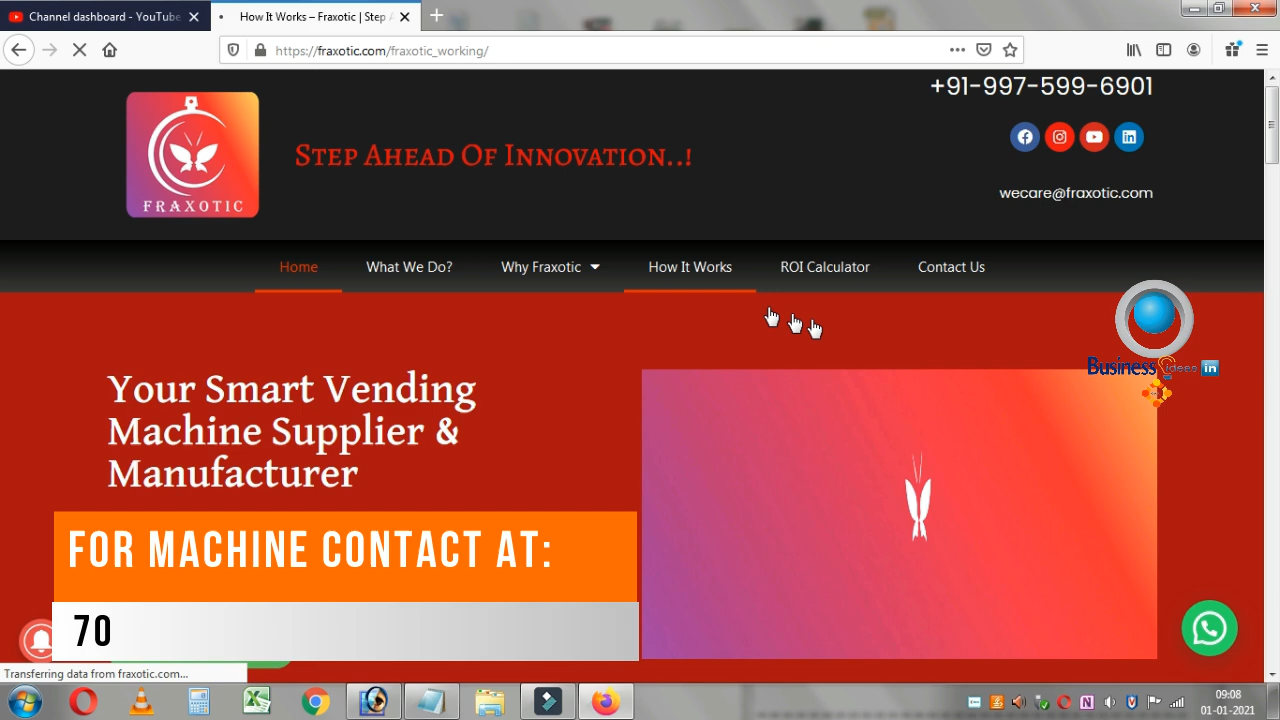 Channel dashboard - YouTube
How It Works – Fraxotic | Step A
https://fraxotic.com/fraxotic_working/
+91-997-599-6901
STEP AHEAD OF INNOVATION..!
FRAXOTIC
wecare@fraxotic.com
Home
What We Do?
Why Fraxotic
How It Works
ROI Calculator
Contact Us
Business ideas in
Your Smart Vending
Machine Supplier &
Manufacturer
FOR MACHINE CONTACT AT:
70
Transferring data from fraxotic.com...
09:08
01-01-2021